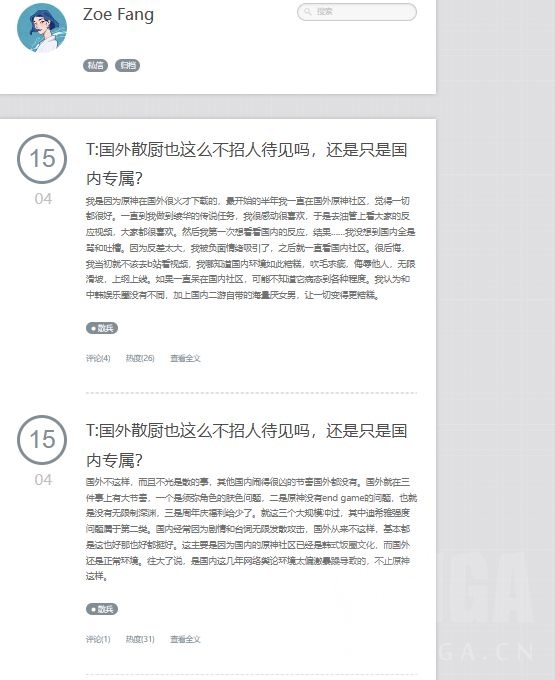 Zoe Fang
搜索
私信 归档
15
04
T:国外散厨也这么不招人待见吗，还是只是国
内专属?
我是因为原神在国外很火才下载的，最开始的半年我一直在国外原神社区，觉得一切
都很好。一直到我做到绫华的传说任务，我很感动很喜欢，于是去油管上看大家的反
应视频，大家都很喜欢。然后我第一次想看看国内的反应，结果……我没想到国内全是
骂和吐槽。因为反差太大，我被负面情绪吸引了，之后就一直看国内社区。很后悔，
我当初就不该去b站看视频，我哪知道国内环境如此糟糕，吹毛求疵，侮辱他人，无限
滑坡，上纲上线。如果一直呆在国内社区，可能不知道它病态到各种程度。我认为和
中韩娱乐圈没有不同，加上国内二游自带的海量厌女男，让一切变得更糟糕。
散兵
评论(4) 热度(26) 查看全文
15
04
T:国外散厨也这么不招人待见吗，还是只是国
内专属?
国外不这样，而且不光是散的事，其他国内闹得很凶的节奏国外都没有。国外就在三
件事上有大节奏，一个是须弥角色的肤色问题，二是原神没有end game的问题，也就
是没有无限制深渊，三是周年庆福利给少了。就这三个大规模冲过，其中迪希雅强度
问题属于第二类。国内经常因为剧情和台词无限发散攻击，国外从来不这样，基本都
是这也好那也好都挺好。这主要是因为国内的原神社区已经是韩式饭圈文化，而国外
还是正常环境。往大了说，是国内这几年网络舆论环境太偏激暴躁导致的，不止原神
这样。
散兵
评论(1) 热度(31) 查看全文